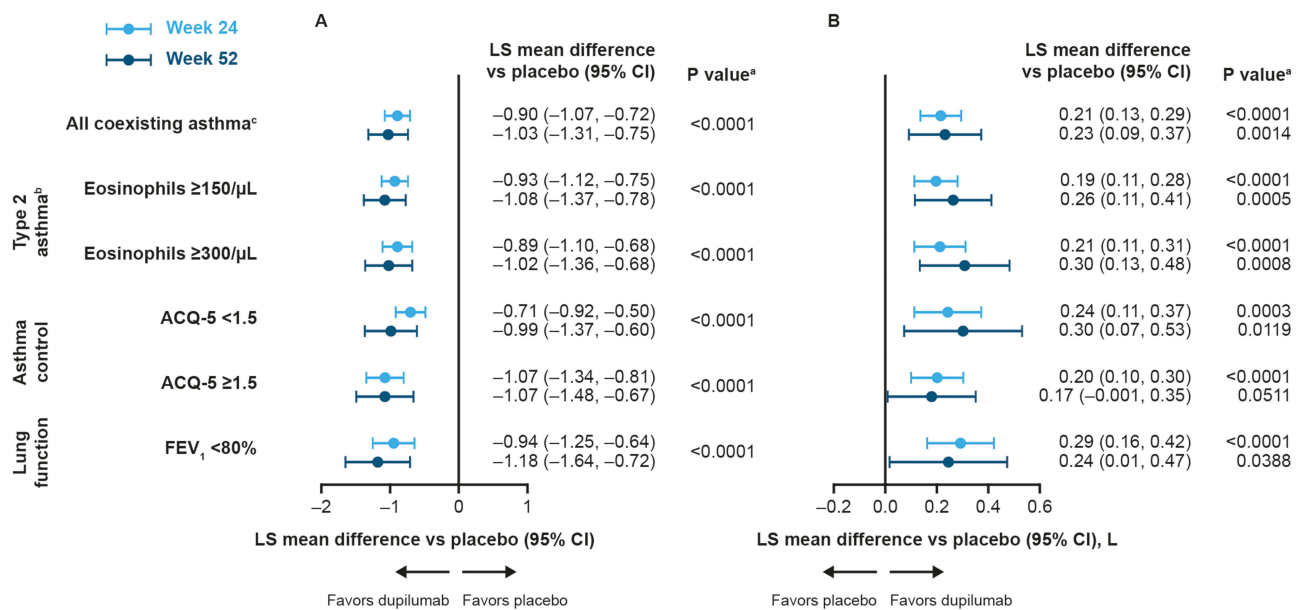 Week 24
Week 52
A
LS mean difference
vs placebo (95% CI)
P valueᵃ
B
LS mean difference
vs placebo (95% CI)
P valueᵃ
All coexisting asthmaᶜ
–0.90 (–1.07, –0.72)
–1.03 (–1.31, –0.75)
<0.0001
0.21 (0.13, 0.29)
0.23 (0.09, 0.37)
<0.0001
0.0014
Type 2
asthmaᵇ
Eosinophils ≥150/µL
–0.93 (–1.12, –0.75)
–1.08 (–1.37, –0.78)
<0.0001
0.19 (0.11, 0.28)
0.26 (0.11, 0.41)
<0.0001
0.0005
Eosinophils ≥300/µL
–0.89 (–1.10, –0.68)
–1.02 (–1.36, –0.68)
<0.0001
0.21 (0.11, 0.31)
0.30 (0.13, 0.48)
<0.0001
0.0008
Asthma
control
ACQ-5 <1.5
–0.71 (–0.92, –0.50)
–0.99 (–1.37, –0.60)
<0.0001
0.24 (0.11, 0.37)
0.30 (0.07, 0.53)
0.0003
0.0119
ACQ-5 ≥1.5
–1.07 (–1.34, –0.81)
–1.07 (–1.48, –0.67)
<0.0001
0.20 (0.10, 0.30)
0.17 (–0.001, 0.35)
<0.0001
0.0511
Lung
function
FEV₁ <80%
–0.94 (–1.25, –0.64)
–1.18 (–1.64, –0.72)
<0.0001
0.29 (0.16, 0.42)
0.24 (0.01, 0.47)
<0.0001
0.0388
–2 –1 0 1
–0.2 0 0.2 0.4 0.6
LS mean difference vs placebo (95% CI)
LS mean difference vs placebo (95% CI), L
Favors dupilumab Favors placebo
Favors placebo Favors dupilumab